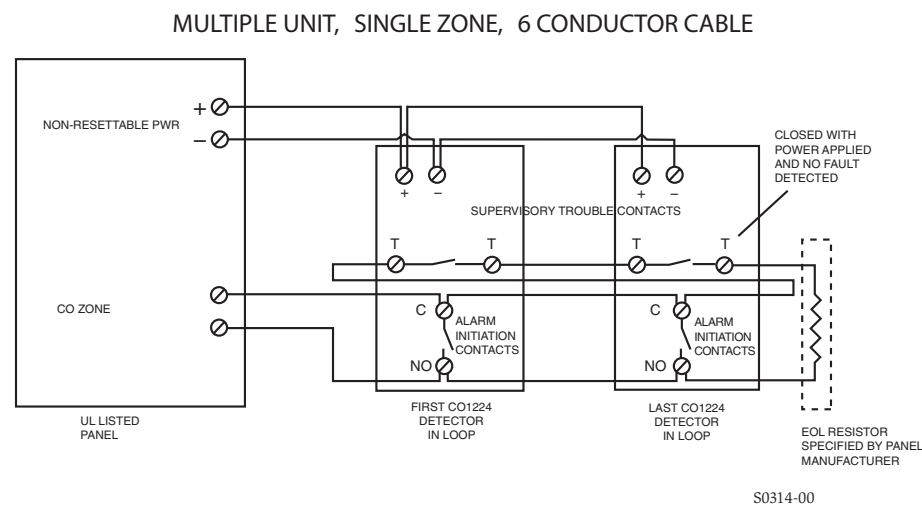 MULTIPLE UNIT, SINGLE ZONE, 6 CONDUCTOR CABLE
NON-RESETTABLE PWR
+
–
CLOSED WITH
POWER APPLIED
AND NO FAULT
DETECTED
+ –
+ –
SUPERVISORY TROUBLE CONTACTS
T T
T T
CO ZONE
C
ALARM
INITIATION
CONTACTS
NO
C
ALARM
INITIATION
CONTACTS
NO
UL LISTED
PANEL
FIRST CO1224
DETECTOR
IN LOOP
LAST CO1224
DETECTOR
IN LOOP
EOL RESISTOR
SPECIFIED BY PANEL
MANUFACTURER
S0314-00